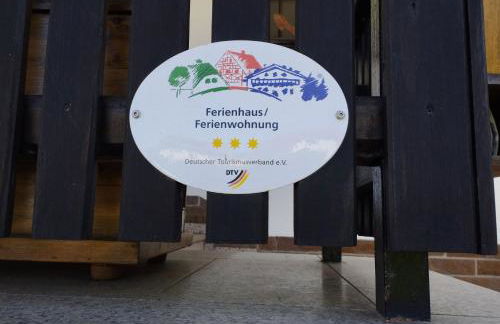 Ferienhaus/
Ferienwohnung
Deutscher Tourismusverband e.V.
DTV